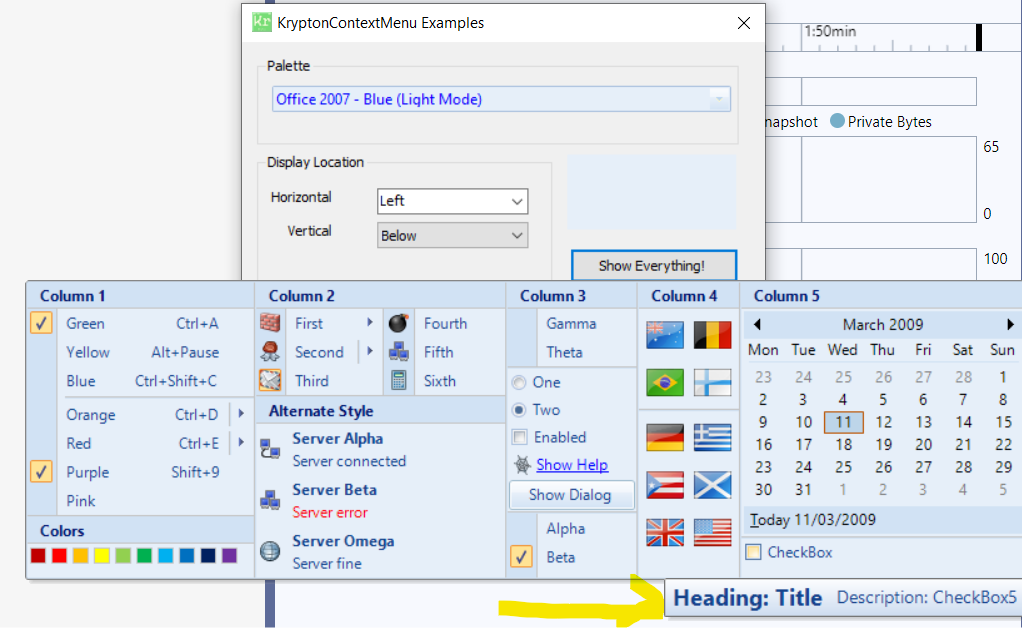 Kr KryptonContextMenu Examples
1:50min
Palette
Office 2007 - Blue (Light Mode)
napshot Private Bytes
Display Location
65
Horizontal Left
0
Vertical Below
100
Show Everything!
Column 1
Green Ctrl+A
Yellow Alt+Pause
Blue Ctrl+Shift+C
Orange Ctrl+D
Red Ctrl+E
Purple Shift+9
Pink
Colors
Column 2
First Fourth
Second Fifth
Third Sixth
Alternate Style
Server Alpha
Server connected
Server Beta
Server error
Server Omega
Server fine
Column 3
Gamma
Theta
One
Two
Enabled
Show Help
Show Dialog
Alpha
Beta
Column 4
Column 5
March 2009
Mon Tue Wed Thu Fri Sat Sun
23 24 25 26 27 28 1
2 3 4 5 6 7 8
9 10 11 12 13 14 15
16 17 18 19 20 21 22
23 24 25 26 27 28 29
30 31 1 2 3 4 5
Today 11/03/2009
CheckBox
Heading: Title Description: CheckBox5